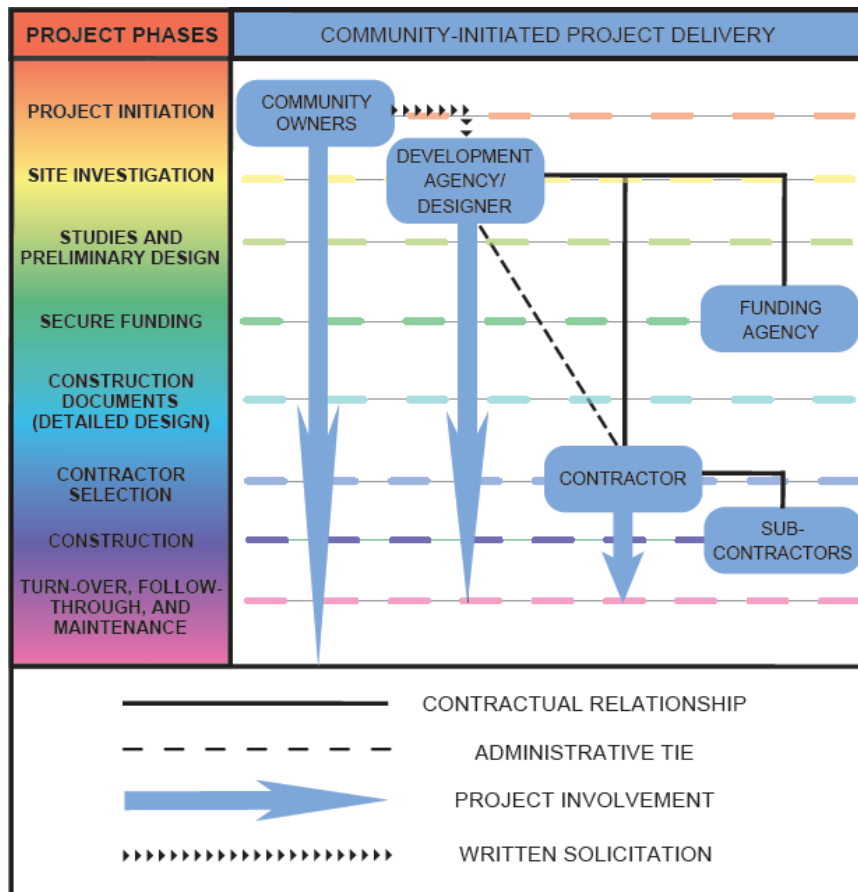 PROJECT PHASES
COMMUNITY-INITIATED PROJECT DELIVERY
PROJECT INITIATION
COMMUNITY
OWNERS
SITE INVESTIGATION
DEVELOPMENT
AGENCY/
DESIGNER
STUDIES AND
PRELIMINARY DESIGN
SECURE FUNDING
FUNDING
AGENCY
CONSTRUCTION
DOCUMENTS
(DETAILED DESIGN)
CONTRACTOR
SELECTION
CONTRACTOR
CONSTRUCTION
SUB-
CONTRACTORS
TURN-OVER, FOLLOW-
THROUGH, AND
MAINTENANCE
CONTRACTUAL RELATIONSHIP
ADMINISTRATIVE TIE
PROJECT INVOLVEMENT
WRITTEN SOLICITATION